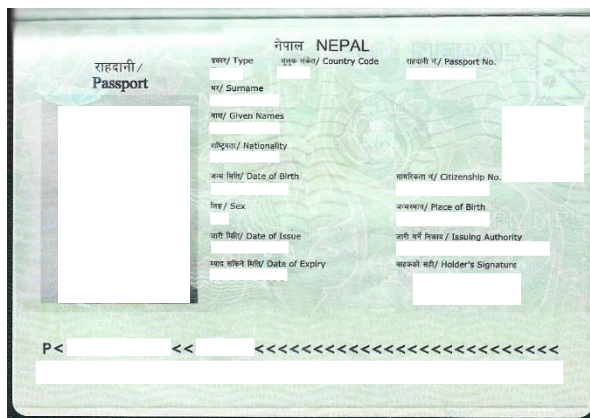 नेपाल NEPAL
राहदानी/
Passport
प्रकार/ Type
मुलुक संकेत/ Country Code
राहदानी नं/ Passport No.
थर/ Surname
नाम/ Given Names
राष्ट्रियता/ Nationality
जन्म मिति/ Date of Birth
नागरिकता नं/ Citizenship No.
लिङ्ग/ Sex
जन्मस्थान/ Place of Birth
जारी मिति/ Date of Issue
जारी गर्ने निकाय/ Issuing Authority
म्याद सकिने मिति/ Date of Expiry
वाहकको सही/ Holder's Signature
P<
<<
<<<<<<<<<<<<<<<<<<<<<<<<<<